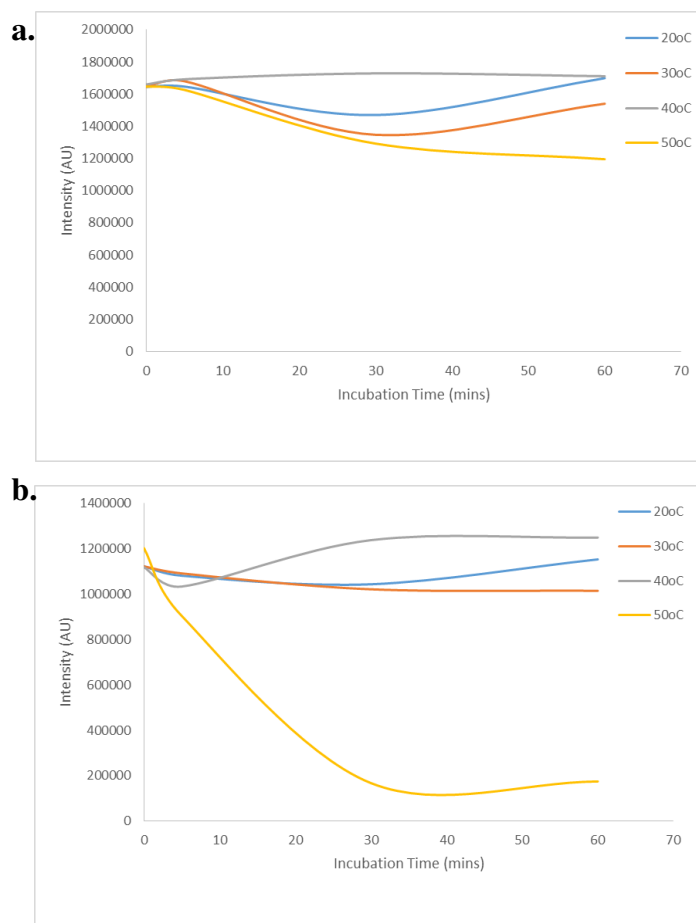 a.
2000000
1800000
1600000
1400000
1200000
1000000
800000
600000
400000
200000
0
Intensity (AU)
0 10 20 30 40 50 60 70
Incubation Time (mins)
20oC
30oC
40oC
50oC
b.
1400000
1200000
1000000
800000
600000
400000
200000
0
Intensity (AU)
0 10 20 30 40 50 60 70
Incubation Time (mins)
20oC
30oC
40oC
50oC